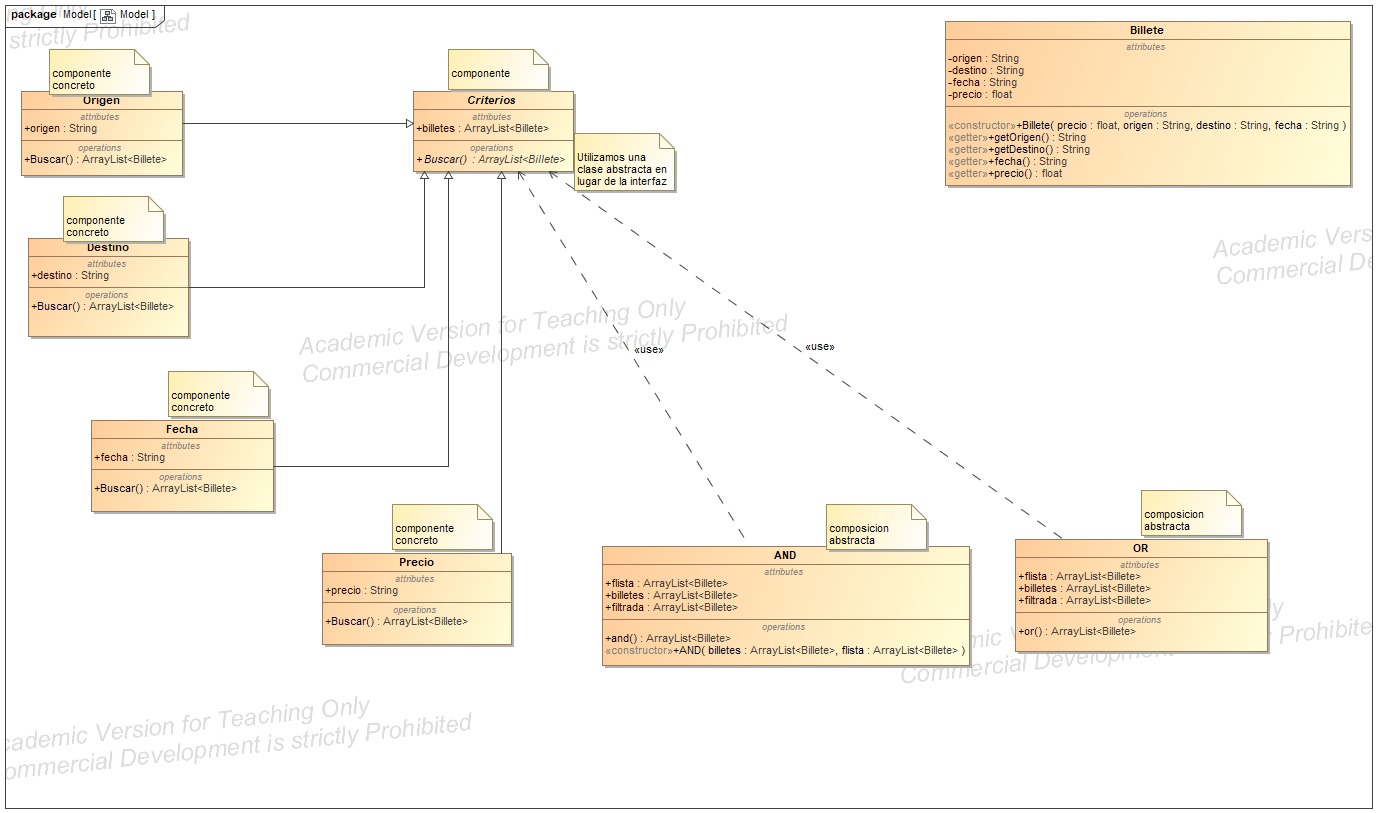 package Model [ Model ]
ng Only
strictly Prohibited
componente
concreto
Origen
attributes
+origen : String
operations
+Buscar() : ArrayList<Billete>
componente
Criterios
attributes
+billetes : ArrayList<Billete>
operations
+Buscar() : ArrayList<Billete>
Utilizamos una
clase abstracta en
lugar de la interfaz
Billete
attributes
-origen : String
-destino : String
-fecha : String
-precio : float
operations
«constructor»+Billete( precio : float, origen : String, destino : String, fecha : String )
«getter»+getOrigen() : String
«getter»+getDestino() : String
«getter»+fecha() : String
«getter»+precio() : float
componente
concreto
Destino
attributes
+destino : String
operations
+Buscar() : ArrayList<Billete>
Academic Vers
Commercial De
Academic Version for Teaching Only
Commercial Development is strictly Prohibited
«use»
«use»
componente
concreto
Fecha
attributes
+fecha : String
operations
+Buscar() : ArrayList<Billete>
componente
concreto
Precio
attributes
+precio : String
operations
+Buscar() : ArrayList<Billete>
composicion
abstracta
AND
attributes
+flista : ArrayList<Billete>
+billetes : ArrayList<Billete>
+filtrada : ArrayList<Billete>
operations
+and() : ArrayList<Billete>
«constructor»+AND( billetes : ArrayList<Billete>, flista : ArrayList<Billete> )
composicion
abstracta
OR
attributes
+flista : ArrayList<Billete>
+billetes : ArrayList<Billete>
+filtrada : ArrayList<Billete>
operations
+or() : ArrayList<Billete>
mic
ly
Commercial Development
y Prohibite
cademic Version for Teaching Only
ommercial Development is strictly Prohibited